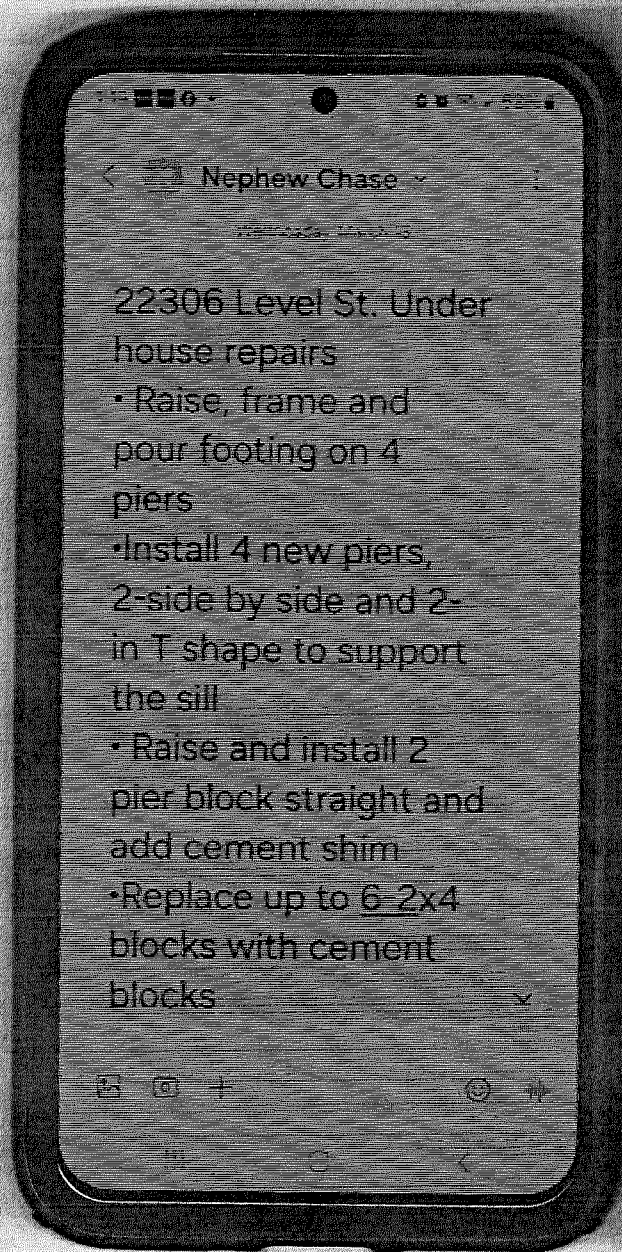 Nephew Chase
22306 Level St. Under
house repairs
• Raise, frame and
pour footing on 4
piers
•Install 4 new piers,
2-side by side and 2-
in T shape to support
the sill
• Raise and install 2
pier block straight and
add cement shim
•Replace up to 6-2x4
blocks with cement
blocks